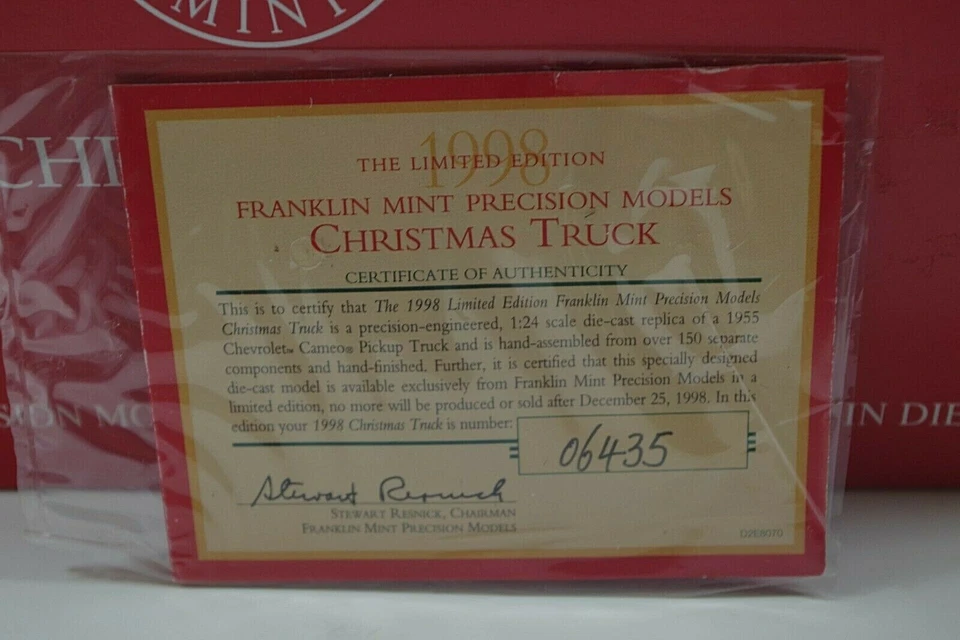 MINT
CHI
1998
THE LIMITED EDITION
FRANKLIN MINT PRECISION MODELS
CHRISTMAS TRUCK
CERTIFICATE OF AUTHENTICITY
This is to certify that The 1998 Limited Edition Franklin Mint Precision Models
Christmas Truck is a precision-engineered, 1:24 scale die-cast replica of a 1955
Chevrolet™ Cameo® Pickup Truck and is hand-assembled from over 150 separate
components and hand-finished. Further, it is certified that this specially designed
die-cast model is available exclusively from Franklin Mint Precision Models in a
limited edition, no more will be produced or sold after December 25, 1998. In this
edition your 1998 Christmas Truck is number:
06435
Stewart Resnick
STEWART RESNICK, CHAIRMAN
FRANKLIN MINT PRECISION MODELS
D2E8070
SION MO
IN DIE